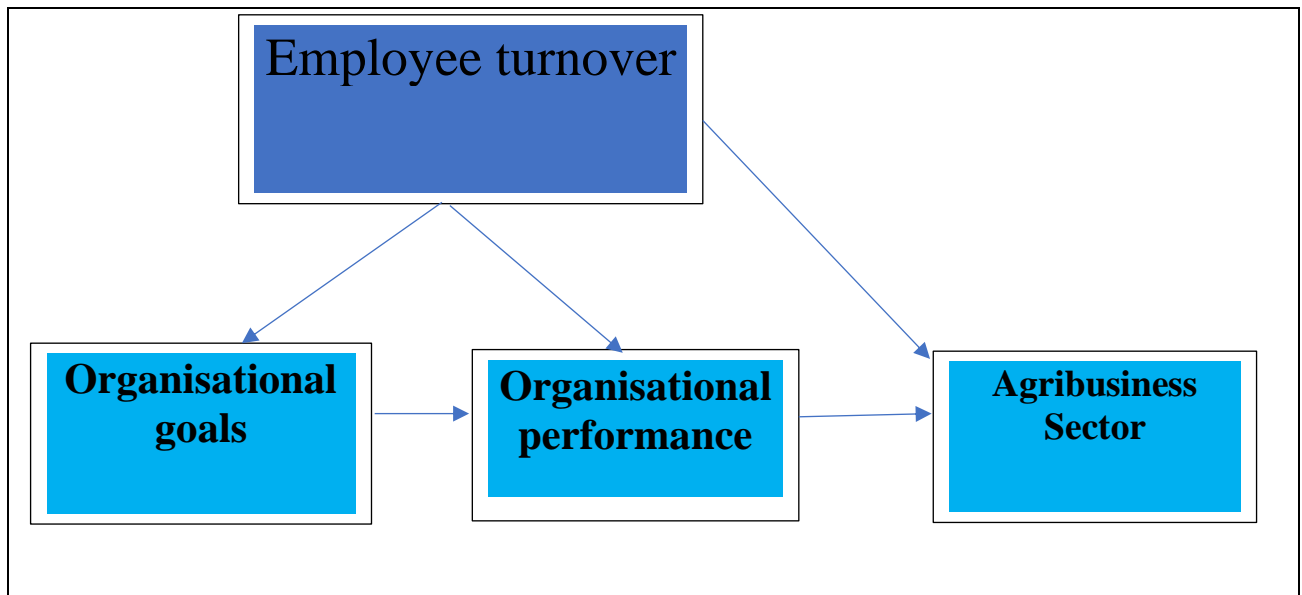 Employee turnover
Organisational
goals
Organisational
performance
Agribusiness
Sector